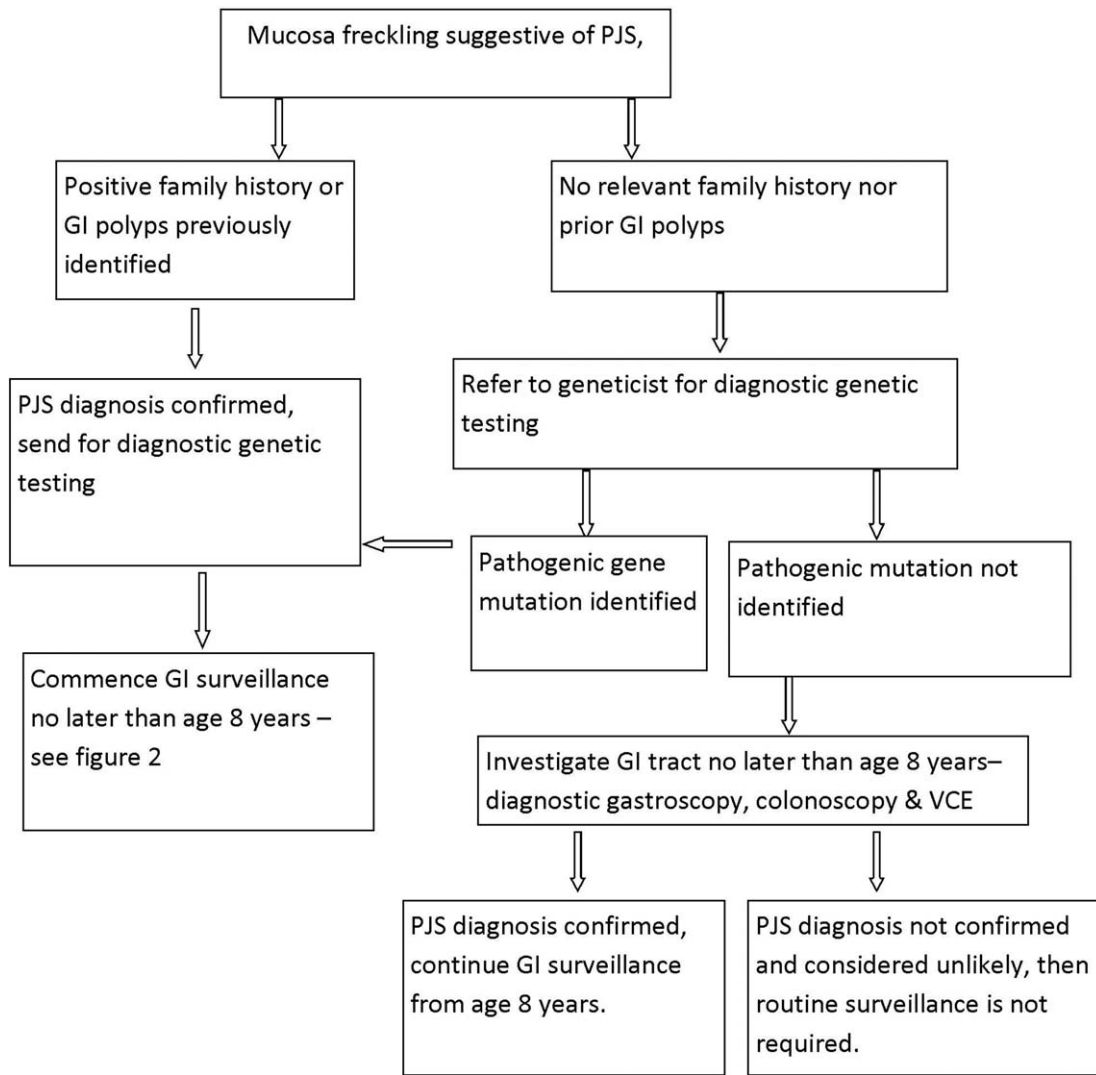 Mucosa freckling suggestive of PJS,
Positive family history or
GI polyps previously
identified
No relevant family history nor
prior GI polyps
PJS diagnosis confirmed,
send for diagnostic genetic
testing
Refer to geneticist for diagnostic genetic
testing
Pathogenic gene
mutation identified
Pathogenic mutation not
identified
Commence GI surveillance
no later than age 8 years –
see figure 2
Investigate GI tract no later than age 8 years–
diagnostic gastroscopy, colonoscopy & VCE
PJS diagnosis confirmed,
continue GI surveillance
from age 8 years.
PJS diagnosis not confirmed
and considered unlikely, then
routine surveillance is not
required.